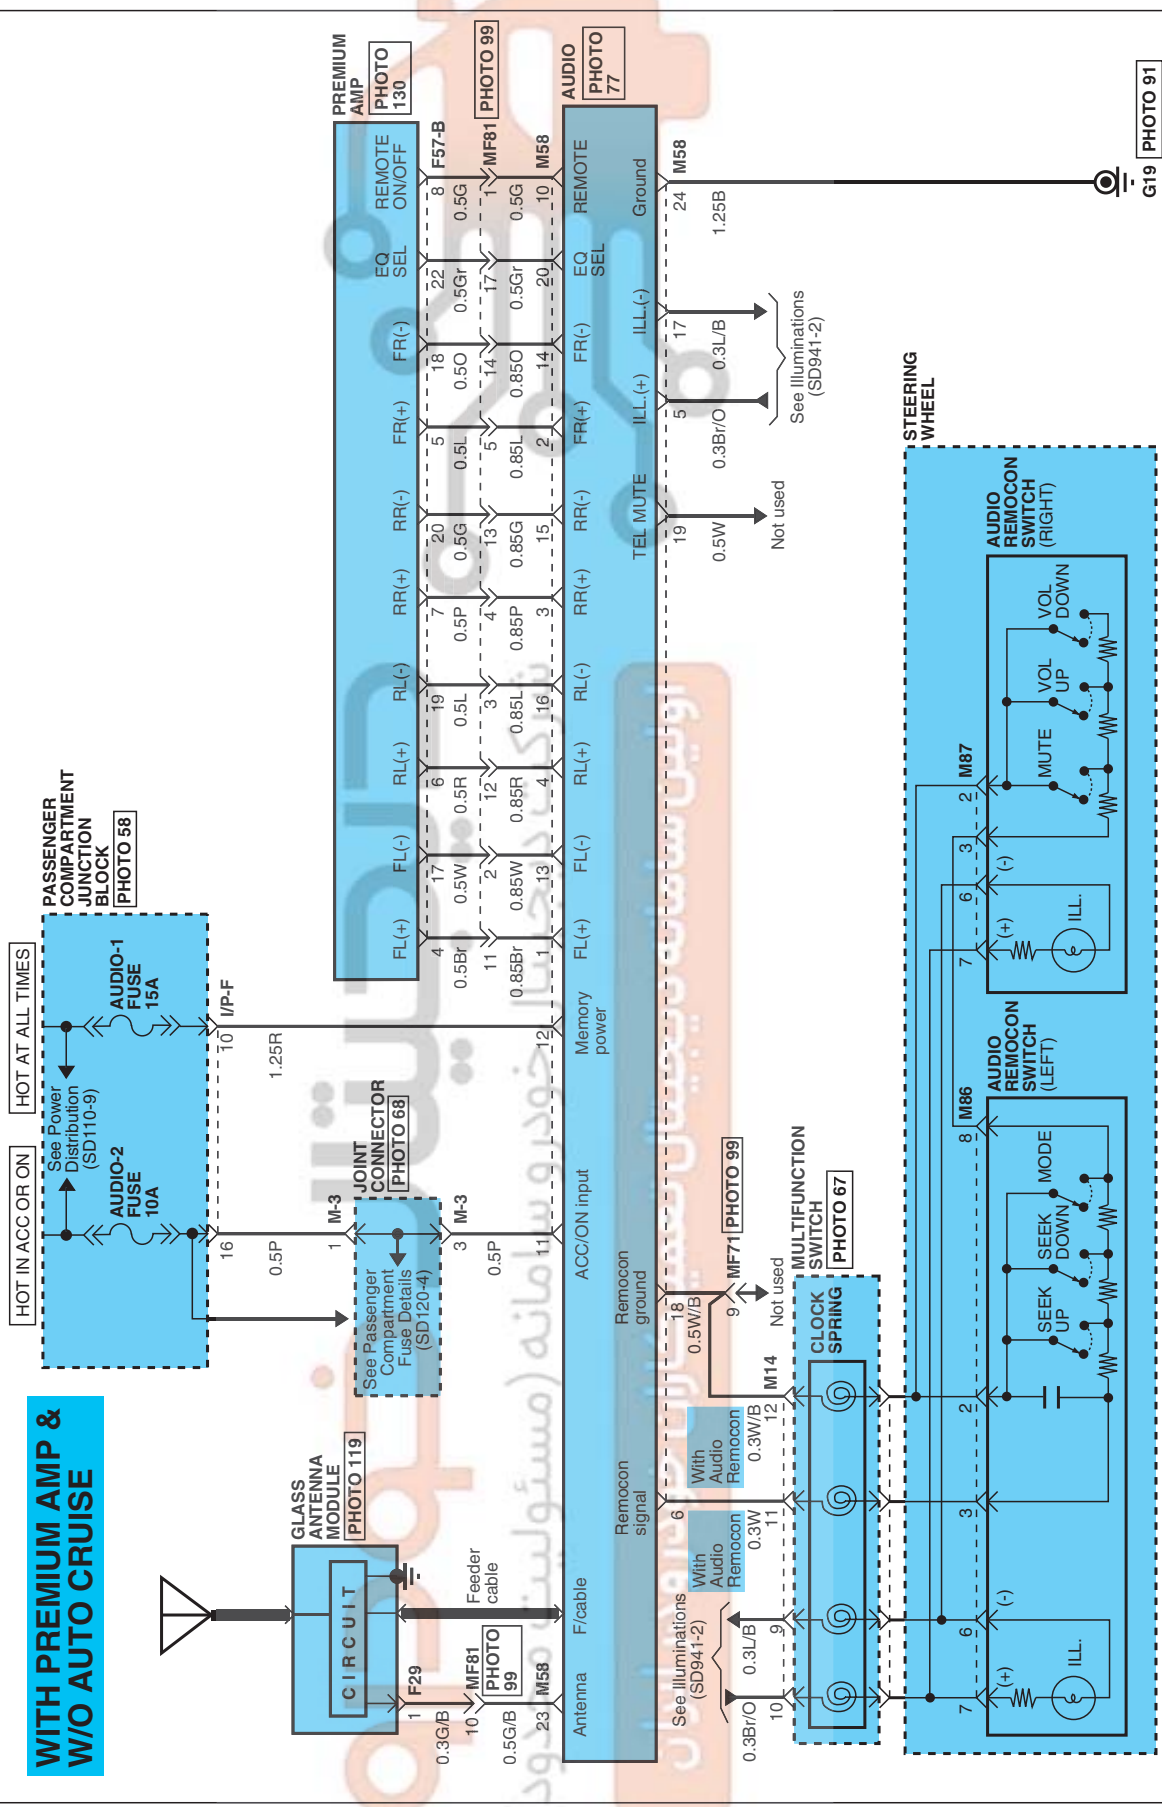 WITH PREMIUM AMP &
W/O AUTO CRUISE
HOT IN ACC OR ON
HOT AT ALL TIMES
PASSENGER
COMPARTMENT
JUNCTION
BLOCK
PHOTO 58
See Power
Distribution
(SD110-9)
AUDIO-2
FUSE
10A
AUDIO-1
FUSE
15A
16
10
I/P-F
0.5P
1.25R
See Passenger
Compartment
Fuse Details
(SD120-4)
JOINT
CONNECTOR
PHOTO 68
1
M-3
3
M-3
0.5P
11
12
GLASS
ANTENNA
MODULE
PHOTO 119
CIRCUIT
1
F29
0.3G/B
10
MF81
PHOTO
99
0.5G/B
23
M58
Feeder
cable
PREMIUM
AMP
PHOTO
130
FL(+)
FL(-)
RL(+)
RL(-)
RR(+)
RR(-)
FR(+)
FR(-)
EQ
SEL
REMOTE
ON/OFF
4
17
6
19
7
20
5
18
22
8
F57-B
0.5Br
0.5W
0.5R
0.5L
0.5P
0.5G
0.5L
0.5O
0.5Gr
0.5G
11
2
12
3
4
13
5
14
17
1
MF81
PHOTO 99
0.85Br
0.85W
0.85R
0.85L
0.85P
0.85G
0.85L
0.85O
0.5Gr
0.5G
1
13
4
16
3
15
2
14
20
10
M58
AUDIO
PHOTO
77
Antenna
F/cable
ACC/ON input
Memory
power
FL(+)
FL(-)
RL(+)
RL(-)
RR(+)
RR(-)
FR(+)
FR(-)
EQ
SEL
REMOTE
Remocon
signal
Remocon
ground
TEL MUTE
ILL.(+)
ILL.(-)
Ground
6
18
19
5
17
24
M58
0.5W/B
0.5W
0.3Br/O
0.3L/B
1.25B
Not used
See Illuminations
(SD941-2)
G19
PHOTO 91
9
MF71
PHOTO 99
Not used
See Illuminations
(SD941-2)
With
Audio
Remocon
With
Audio
Remocon
0.3Br/O
0.3L/B
0.3W
0.3W/B
10
9
11
12
M14
MULTIFUNCTION
SWITCH
PHOTO 67
CLOCK
SPRING
STEERING
WHEEL
7
6
3
2
8
M86
AUDIO
REMOCON
SWITCH
(LEFT)
(+)
(-)
ILL.
SEEK
UP
SEEK
DOWN
MODE
7
6
3
2
M87
AUDIO
REMOCON
SWITCH
(RIGHT)
(+)
(-)
ILL.
MUTE
VOL
UP
VOL
DOWN